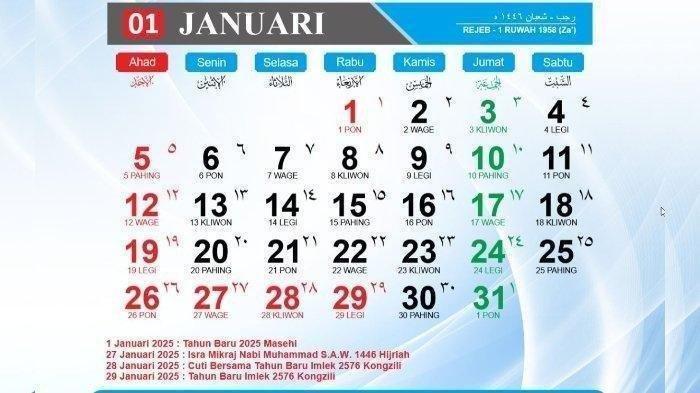 01 JANUARI
رجب - شعبان ١٤٤٦ ه
REJEB - 1 RUWAH 1958 (Za')
Ahad Senin Selasa Rabu Kamis Jumat Sabtu
الأحد الإثنين الثلاثاء الأربعاء الخميس الجمعة السبت
1 ١ 2 ٢ 3 ٣ 4 ٤
1 PON 2 WAGE 3 KLIWON 4 LEGI
5 ٥ 6 ٦ 7 ٧ 8 ٨ 9 ٩ 10 ١٠ 11 ١١
5 PAHING 6 PON 7 WAGE 8 KLIWON 9 LEGI 10 PAHING 11 PON
12 ١٢ 13 ١٣ 14 ١٤ 15 ١٥ 16 ١٦ 17 ١٧ 18 ١٨
12 WAGE 13 KLIWON 14 LEGI 15 PAHING 16 PON 17 WAGE 18 KLIWON
19 ١٩ 20 ٢٠ 21 ٢١ 22 ٢٢ 23 ٢٣ 24 ٢٤ 25 ٢٥
19 LEGI 20 PAHING 21 PON 22 WAGE 23 KLIWON 24 LEGI 25 PAHING
26 ٢٦ 27 ٢٧ 28 ٢٨ 29 ٢٩ 30 ٣٠ 31 ١
26 PON 27 WAGE 28 KLIWON 29 LEGI 30 PAHING 1 PON
1 Januari 2025 : Tahun Baru 2025 Masehi
27 Januari 2025 : Isra Mikraj Nabi Muhammad S.A.W. 1446 Hijriah
28 Januari 2025 : Cuti Bersama Tahun Baru Imlek 2576 Kongzili
29 Januari 2025 : Tahun Baru Imlek 2576 Kongzili